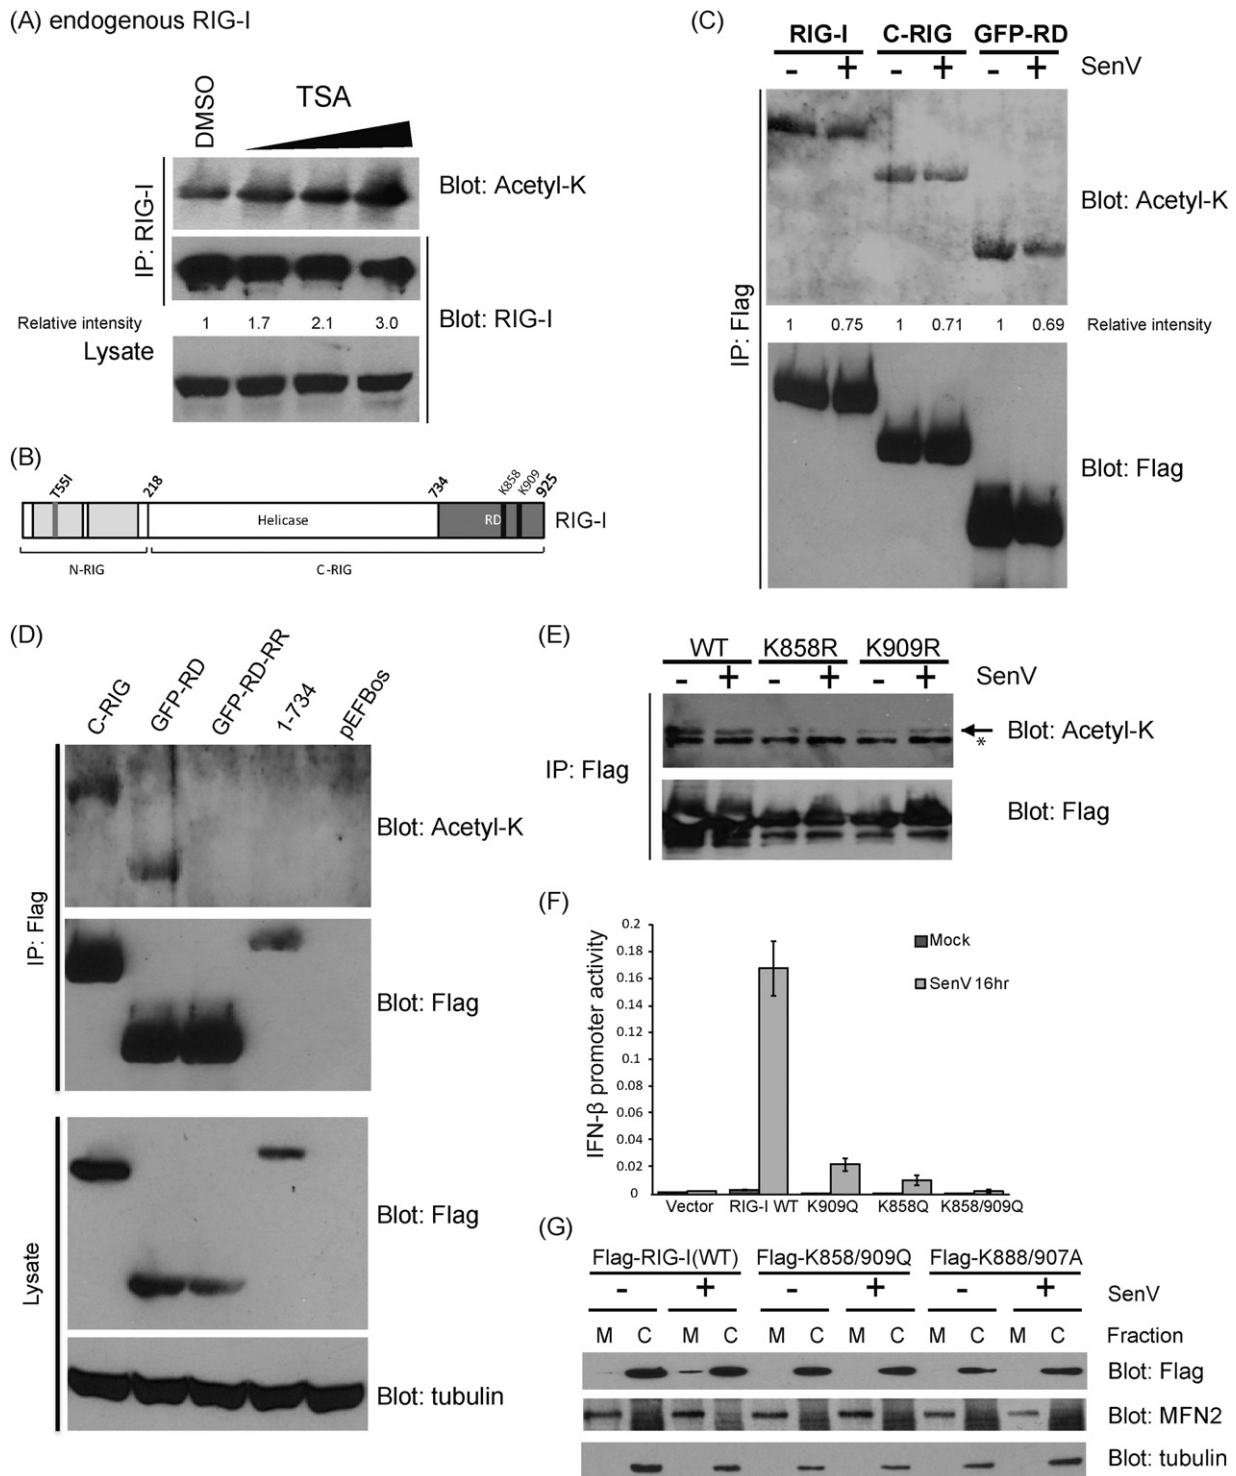 (A) endogenous RIG-I
DMSO
TSA
IP: RIG-I
Blot: Acetyl-K
Relative intensity 1 1.7 2.1 3.0
Blot: RIG-I
Lysate
(B)
T55I 218 734 K858 K909 925
Helicase RD RIG-I
N-RIG C-RIG
(C)
RIG-I C-RIG GFP-RD
- + - + - + SenV
IP: Flag
Blot: Acetyl-K
1 0.75 1 0.71 1 0.69 Relative intensity
Blot: Flag
(D)
C-RIG GFP-RD GFP-RD-RR 1-734 pEFBos
IP: Flag
Blot: Acetyl-K
Blot: Flag
Lysate
Blot: Flag
Blot: tubulin
(E)
WT K858R K909R
- + - + - + SenV
IP: Flag
* Blot: Acetyl-K
Blot: Flag
(F)
IFN-β promoter activity
0.2
0.18
0.16
0.14
0.12
0.1
0.08
0.06
0.04
0.02
0
Mock
SenV 16hr
Vector RIG-I WT K909Q K858Q K858/909Q
(G)
Flag-RIG-I(WT) Flag-K858/909Q Flag-K888/907A
- + - + - + SenV
M C M C M C M C M C M C Fraction
Blot: Flag
Blot: MFN2
Blot: tubulin